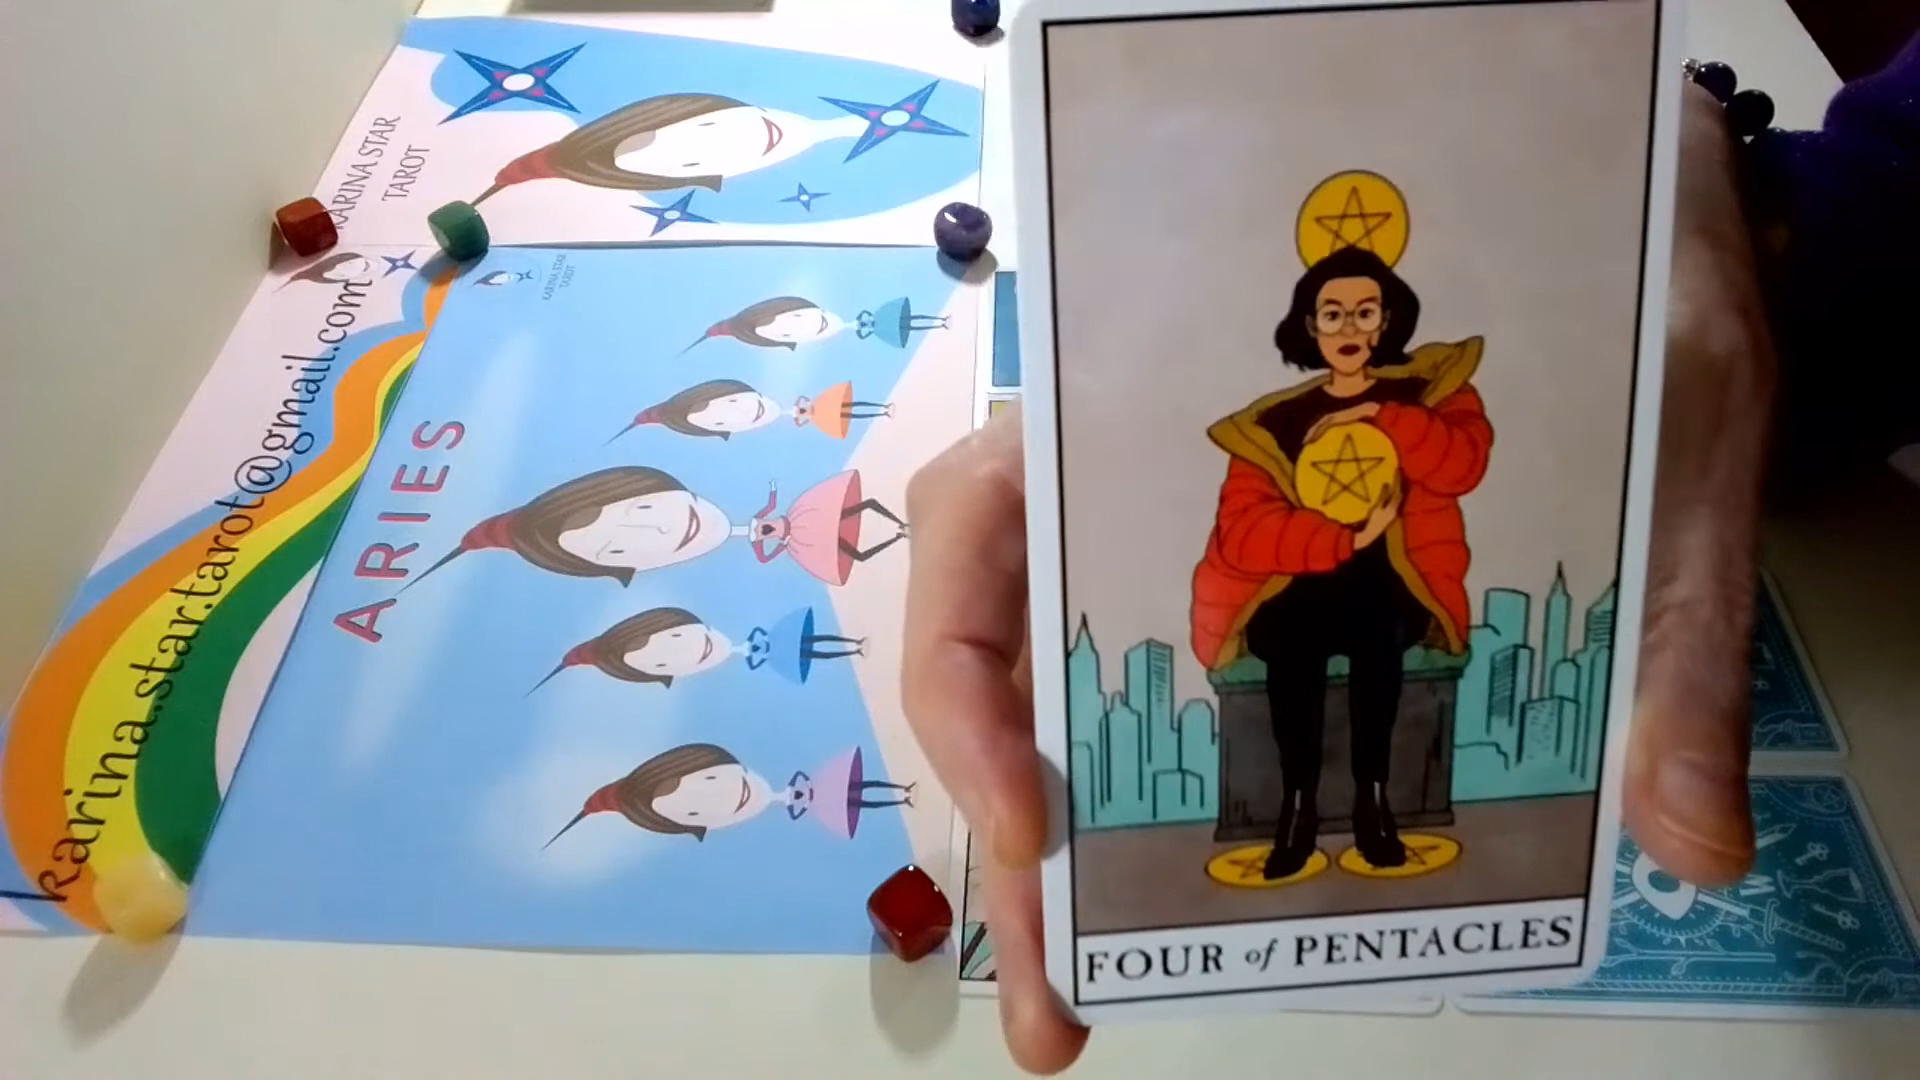 KARINA STAR
TAROT
karina.star.tarot@gmail.com
KARINA STAR
TAROT
ARIES
FOUR of PENTACLES